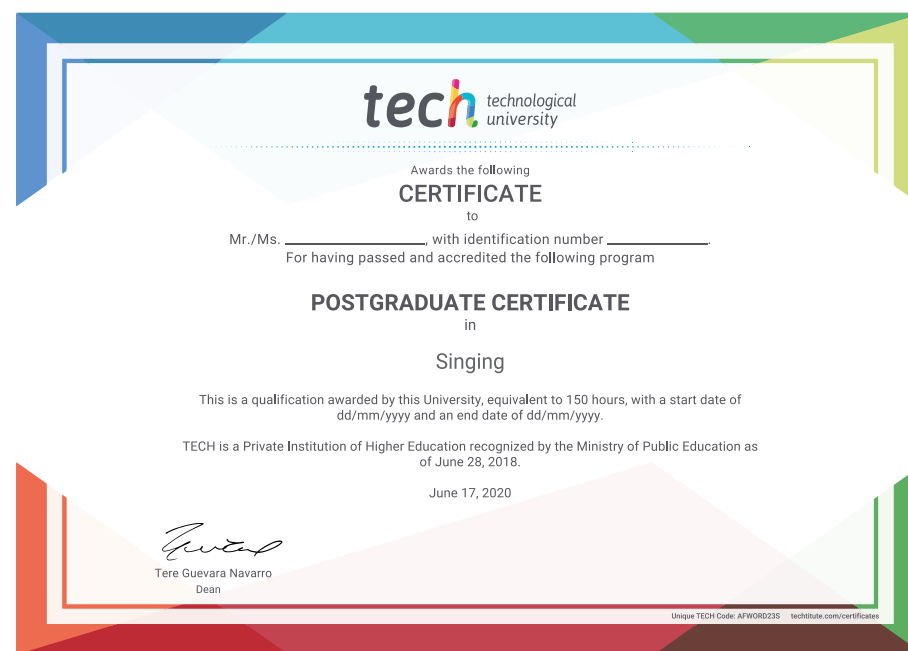 tech technological
university
Awards the following
CERTIFICATE
to
Mr./Ms. ____________________, with identification number ______________.
For having passed and accredited the following program
POSTGRADUATE CERTIFICATE
in
Singing
This is a qualification awarded by this University, equivalent to 150 hours, with a start date of
dd/mm/yyyy and an end date of dd/mm/yyyy.
TECH is a Private Institution of Higher Education recognized by the Ministry of Public Education as
of June 28, 2018.
June 17, 2020
Tere Guevara Navarro
Dean
Unique TECH Code: AFWORD23S techtitute.com/certificates